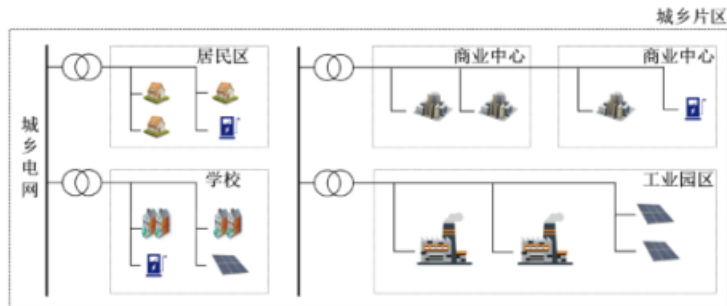 城乡片区
居民区
商业中心
商业中心
城乡电网
学校
工业园区